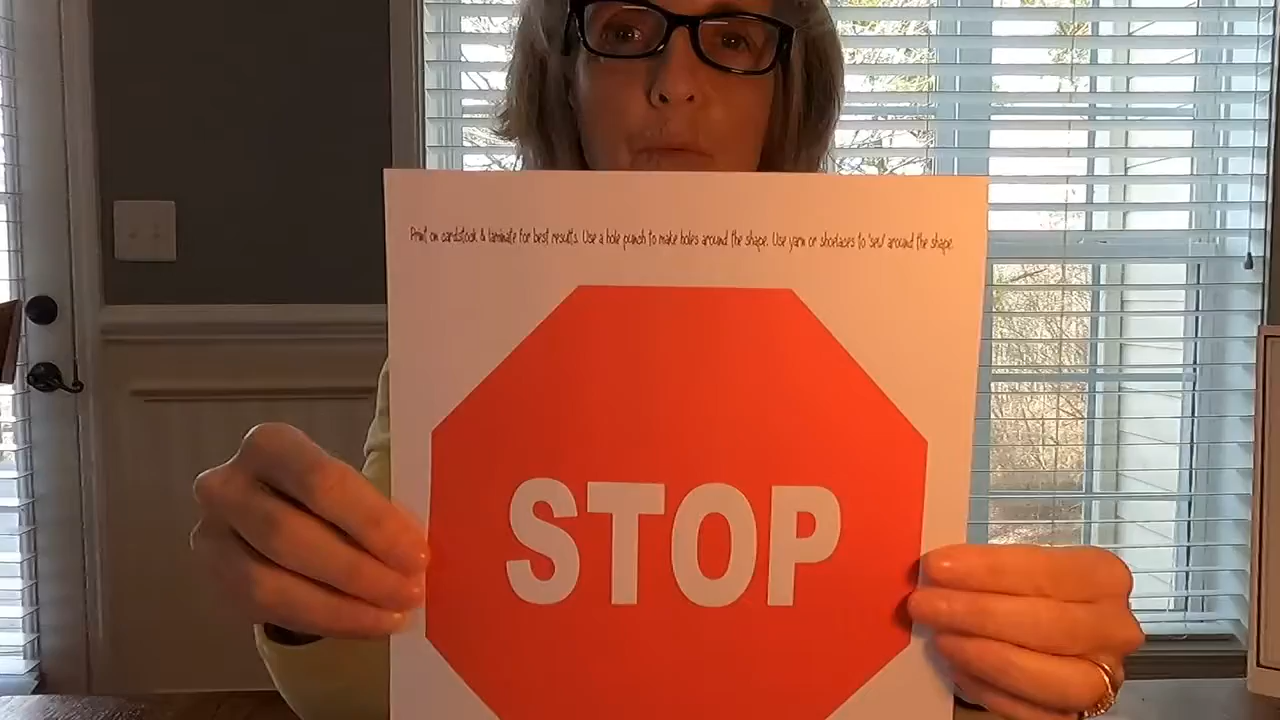 Print on cardstock & laminate for best results. Use a hole punch to make holes around the shape. Use yarn or shoelaces to 'sew' around the shape.
STOP